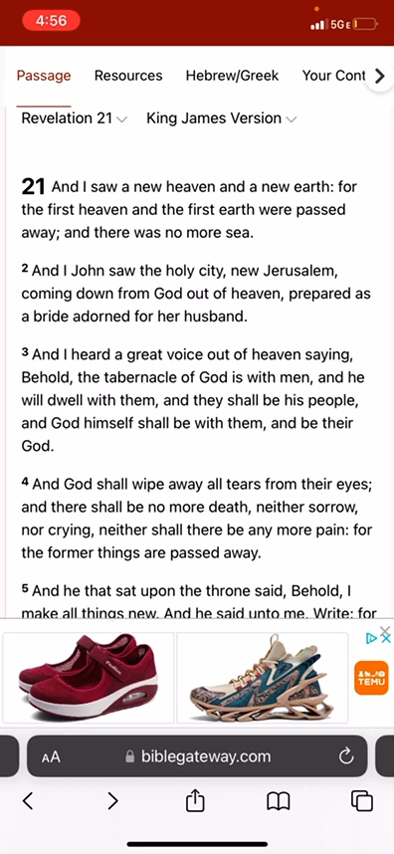 4:56
5GE
Passage Resources Hebrew/Greek Your Cont
Revelation 21 King James Version
21 And I saw a new heaven and a new earth: for
the first heaven and the first earth were passed
away; and there was no more sea.
2 And I John saw the holy city, new Jerusalem,
coming down from God out of heaven, prepared as
a bride adorned for her husband.
3 And I heard a great voice out of heaven saying,
Behold, the tabernacle of God is with men, and he
will dwell with them, and they shall be his people,
and God himself shall be with them, and be their
God.
4 And God shall wipe away all tears from their eyes;
and there shall be no more death, neither sorrow,
nor crying, neither shall there be any more pain: for
the former things are passed away.
5 And he that sat upon the throne said, Behold, I
make all things new. And he said unto me, Write: for
TEMU
AA biblegateway.com